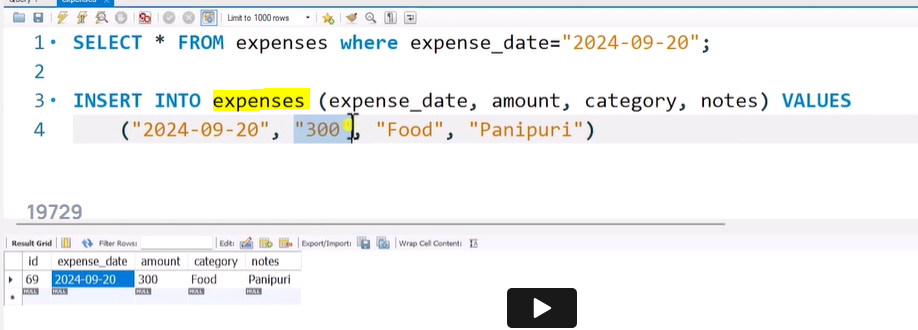 Limit to 1000 rows
1 SELECT * FROM expenses where expense_date="2024-09-20";
2
3 INSERT INTO expenses (expense_date, amount, category, notes) VALUES
4 ("2024-09-20", "300", "Food", "Panipuri")
19729
Result Grid Filter Rows: Edit: Export/Import: Wrap Cell Content:
id expense_date amount category notes
69 2024-09-20 300 Food Panipuri
NULL NULL NULL NULL NULL